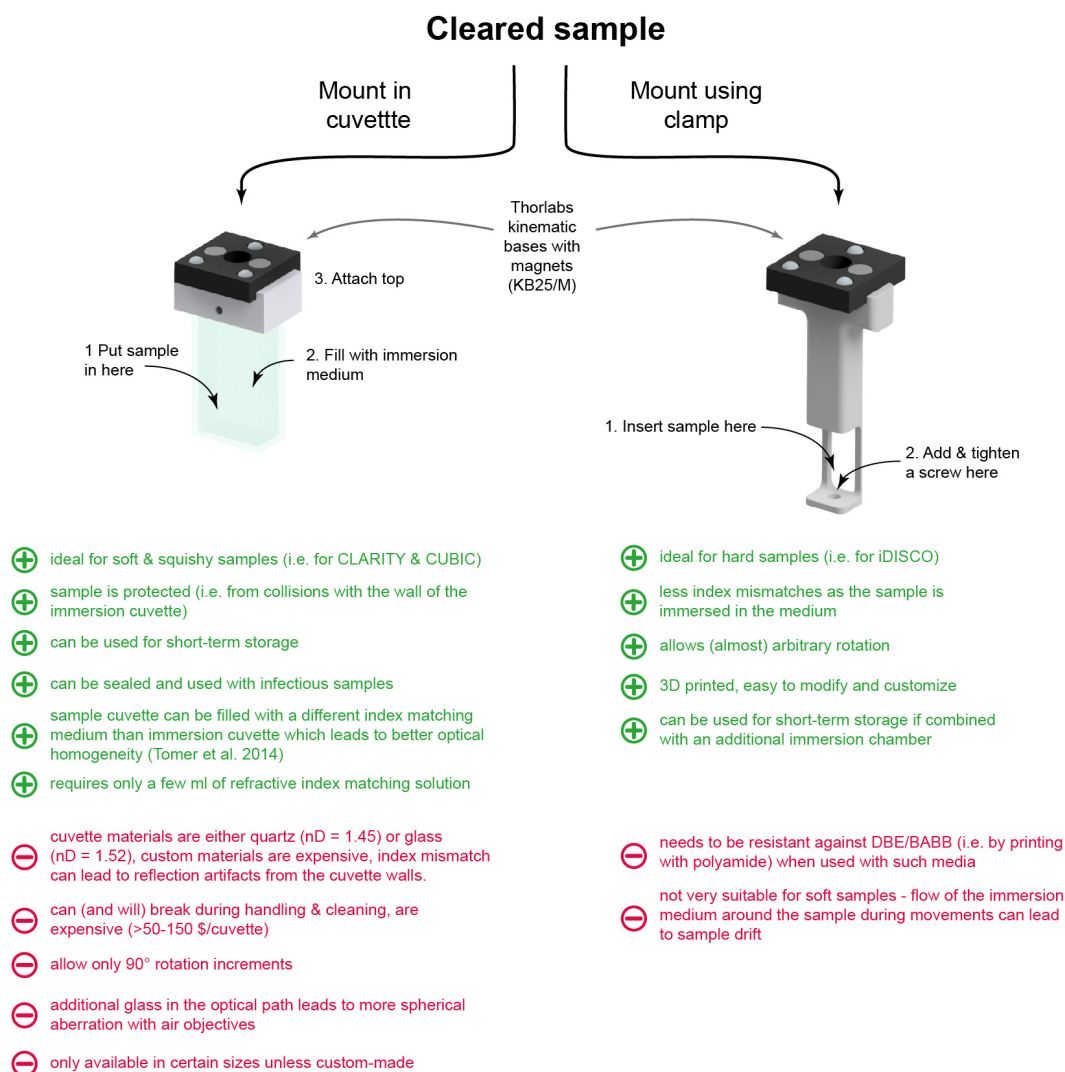 Cleared sample
Mount in
cuvettte
Mount using
clamp
Thorlabs
kinematic
bases with
magnets
(KB25/M)
3. Attach top
1 Put sample
in here
2. Fill with immersion
medium
1. Insert sample here
2. Add & tighten
a screw here
ideal for soft & squishy samples (i.e. for CLARITY & CUBIC)
sample is protected (i.e. from collisions with the wall of the
immersion cuvette)
can be used for short-term storage
can be sealed and used with infectious samples
sample cuvette can be filled with a different index matching
medium than immersion cuvette which leads to better optical
homogeneity (Tomer et al. 2014)
requires only a few ml of refractive index matching solution
cuvette materials are either quartz (nD = 1.45) or glass
(nD = 1.52), custom materials are expensive, index mismatch
can lead to reflection artifacts from the cuvette walls.
can (and will) break during handling & cleaning, are
expensive (>50-150 $/cuvette)
allow only 90° rotation increments
additional glass in the optical path leads to more spherical
aberration with air objectives
only available in certain sizes unless custom-made
ideal for hard samples (i.e. for iDISCO)
less index mismatches as the sample is
immersed in the medium
allows (almost) arbitrary rotation
3D printed, easy to modify and customize
can be used for short-term storage if combined
with an additional immersion chamber
needs to be resistant against DBE/BABB (i.e. by printing
with polyamide) when used with such media
not very suitable for soft samples - flow of the immersion
medium around the sample during movements can lead
to sample drift